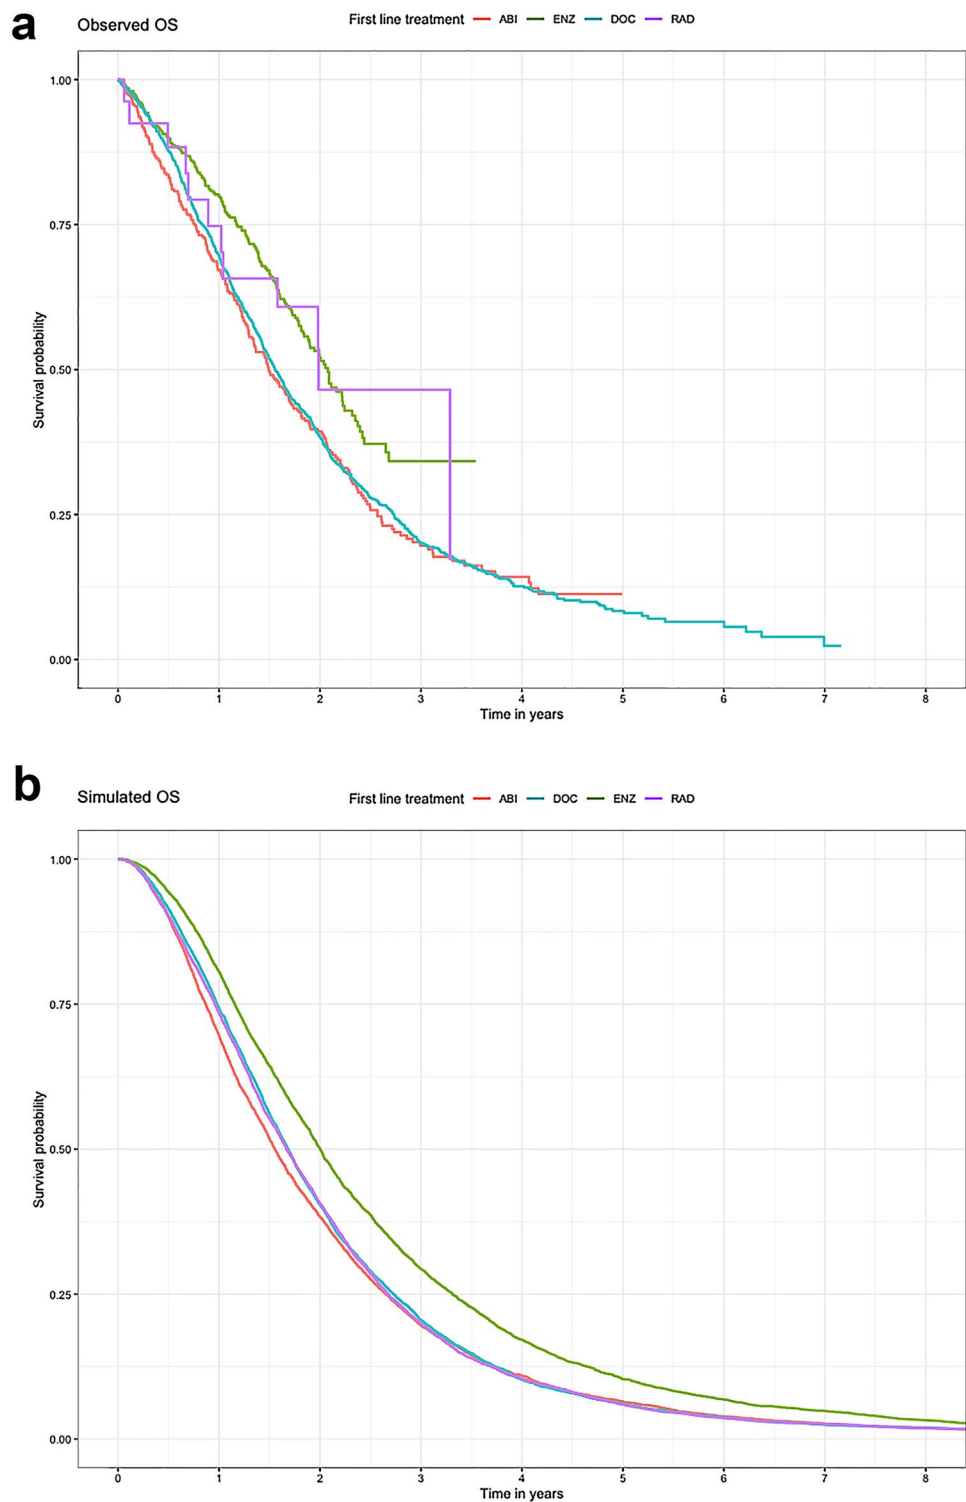 a
Observed OS
First line treatment ABI ENZ DOC RAD
Survival probability
1.00
0.75
0.50
0.25
0.00
0 1 2 3 4 5 6 7 8
Time in years
b
Simulated OS
First line treatment ABI DOC ENZ RAD
Survival probability
1.00
0.75
0.50
0.25
0.00
0 1 2 3 4 5 6 7 8
Time in years